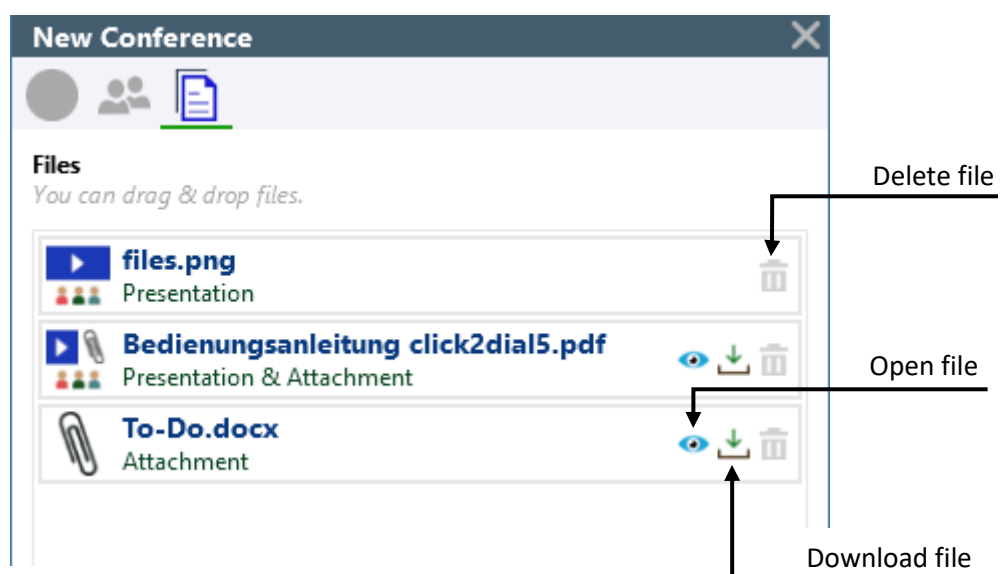 New Conference
Files
You can drag & drop files.
Delete file
files.png
Presentation
Bedienungsanleitung click2dial5.pdf
Presentation & Attachment
Open file
To-Do.docx
Attachment
Download file